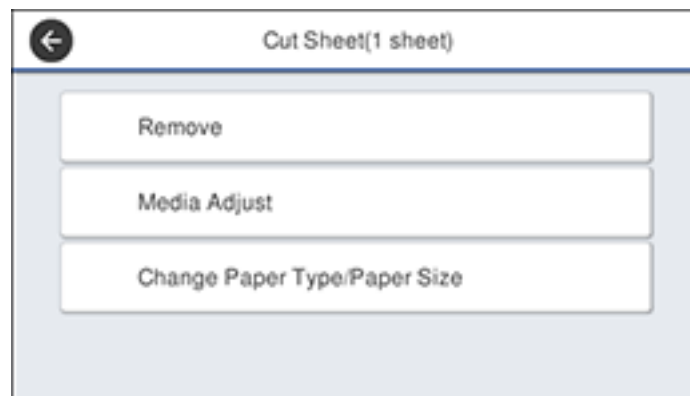 Cut Sheet(1 sheet)
Remove
Media Adjust
Change Paper Type/Paper Size